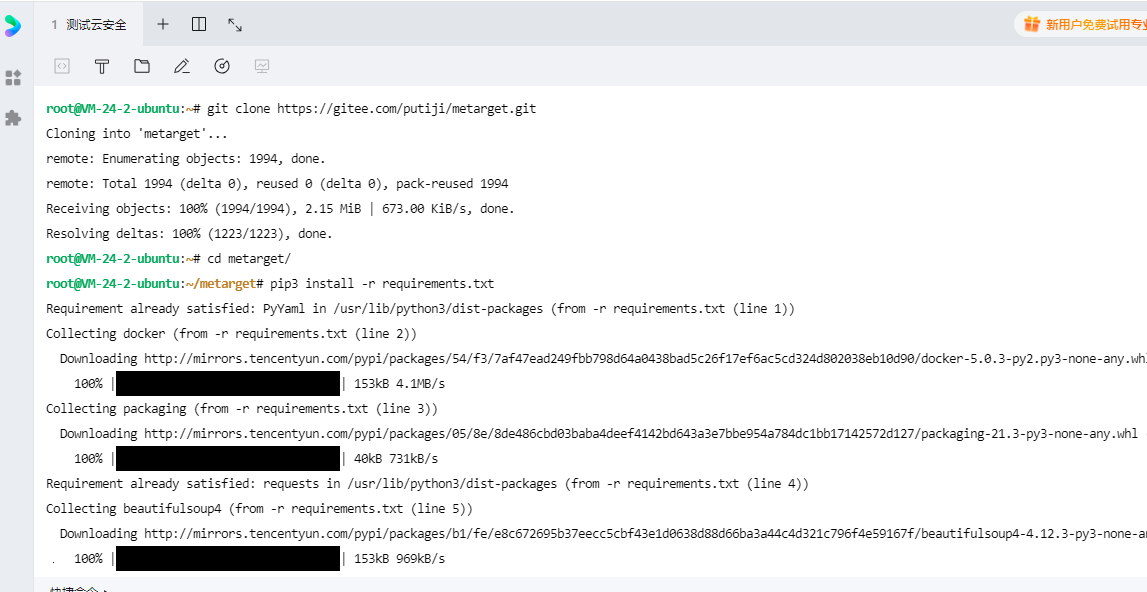 1 测试云安全
新用户免费试用专业
root@VM-24-2-ubuntu:~# git clone https://gitee.com/putiji/metarget.git
Cloning into 'metarget'...
remote: Enumerating objects: 1994, done.
remote: Total 1994 (delta 0), reused 0 (delta 0), pack-reused 1994
Receiving objects: 100% (1994/1994), 2.15 MiB | 673.00 KiB/s, done.
Resolving deltas: 100% (1223/1223), done.
root@VM-24-2-ubuntu:~# cd metarget/
root@VM-24-2-ubuntu:~/metarget# pip3 install -r requirements.txt
Requirement already satisfied: PyYaml in /usr/lib/python3/dist-packages (from -r requirements.txt (line 1))
Collecting docker (from -r requirements.txt (line 2))
Downloading http://mirrors.tencentyun.com/pypi/packages/54/f3/7af47ead249fbb798d64a0438bad5c26f17ef6ac5cd324d802038eb10d90/docker-5.0.3-py2.py3-none-any.wh
100% | | 153kB 4.1MB/s
Collecting packaging (from -r requirements.txt (line 3))
Downloading http://mirrors.tencentyun.com/pypi/packages/05/8e/8de486cbd03baba4deef4142bd643a3e7bbe954a784dc1bb17142572d127/packaging-21.3-py3-none-any.whl
100% | | 40kB 731kB/s
Requirement already satisfied: requests in /usr/lib/python3/dist-packages (from -r requirements.txt (line 4))
Collecting beautifulsoup4 (from -r requirements.txt (line 5))
Downloading http://mirrors.tencentyun.com/pypi/packages/b1/fe/e8c672695b37eecc5cbf43e1d0638d88d66ba3a44c4d321c796f4e59167f/beautifulsoup4-4.12.3-py3-none-a
100% | | 153kB 969kB/s
快捷命令